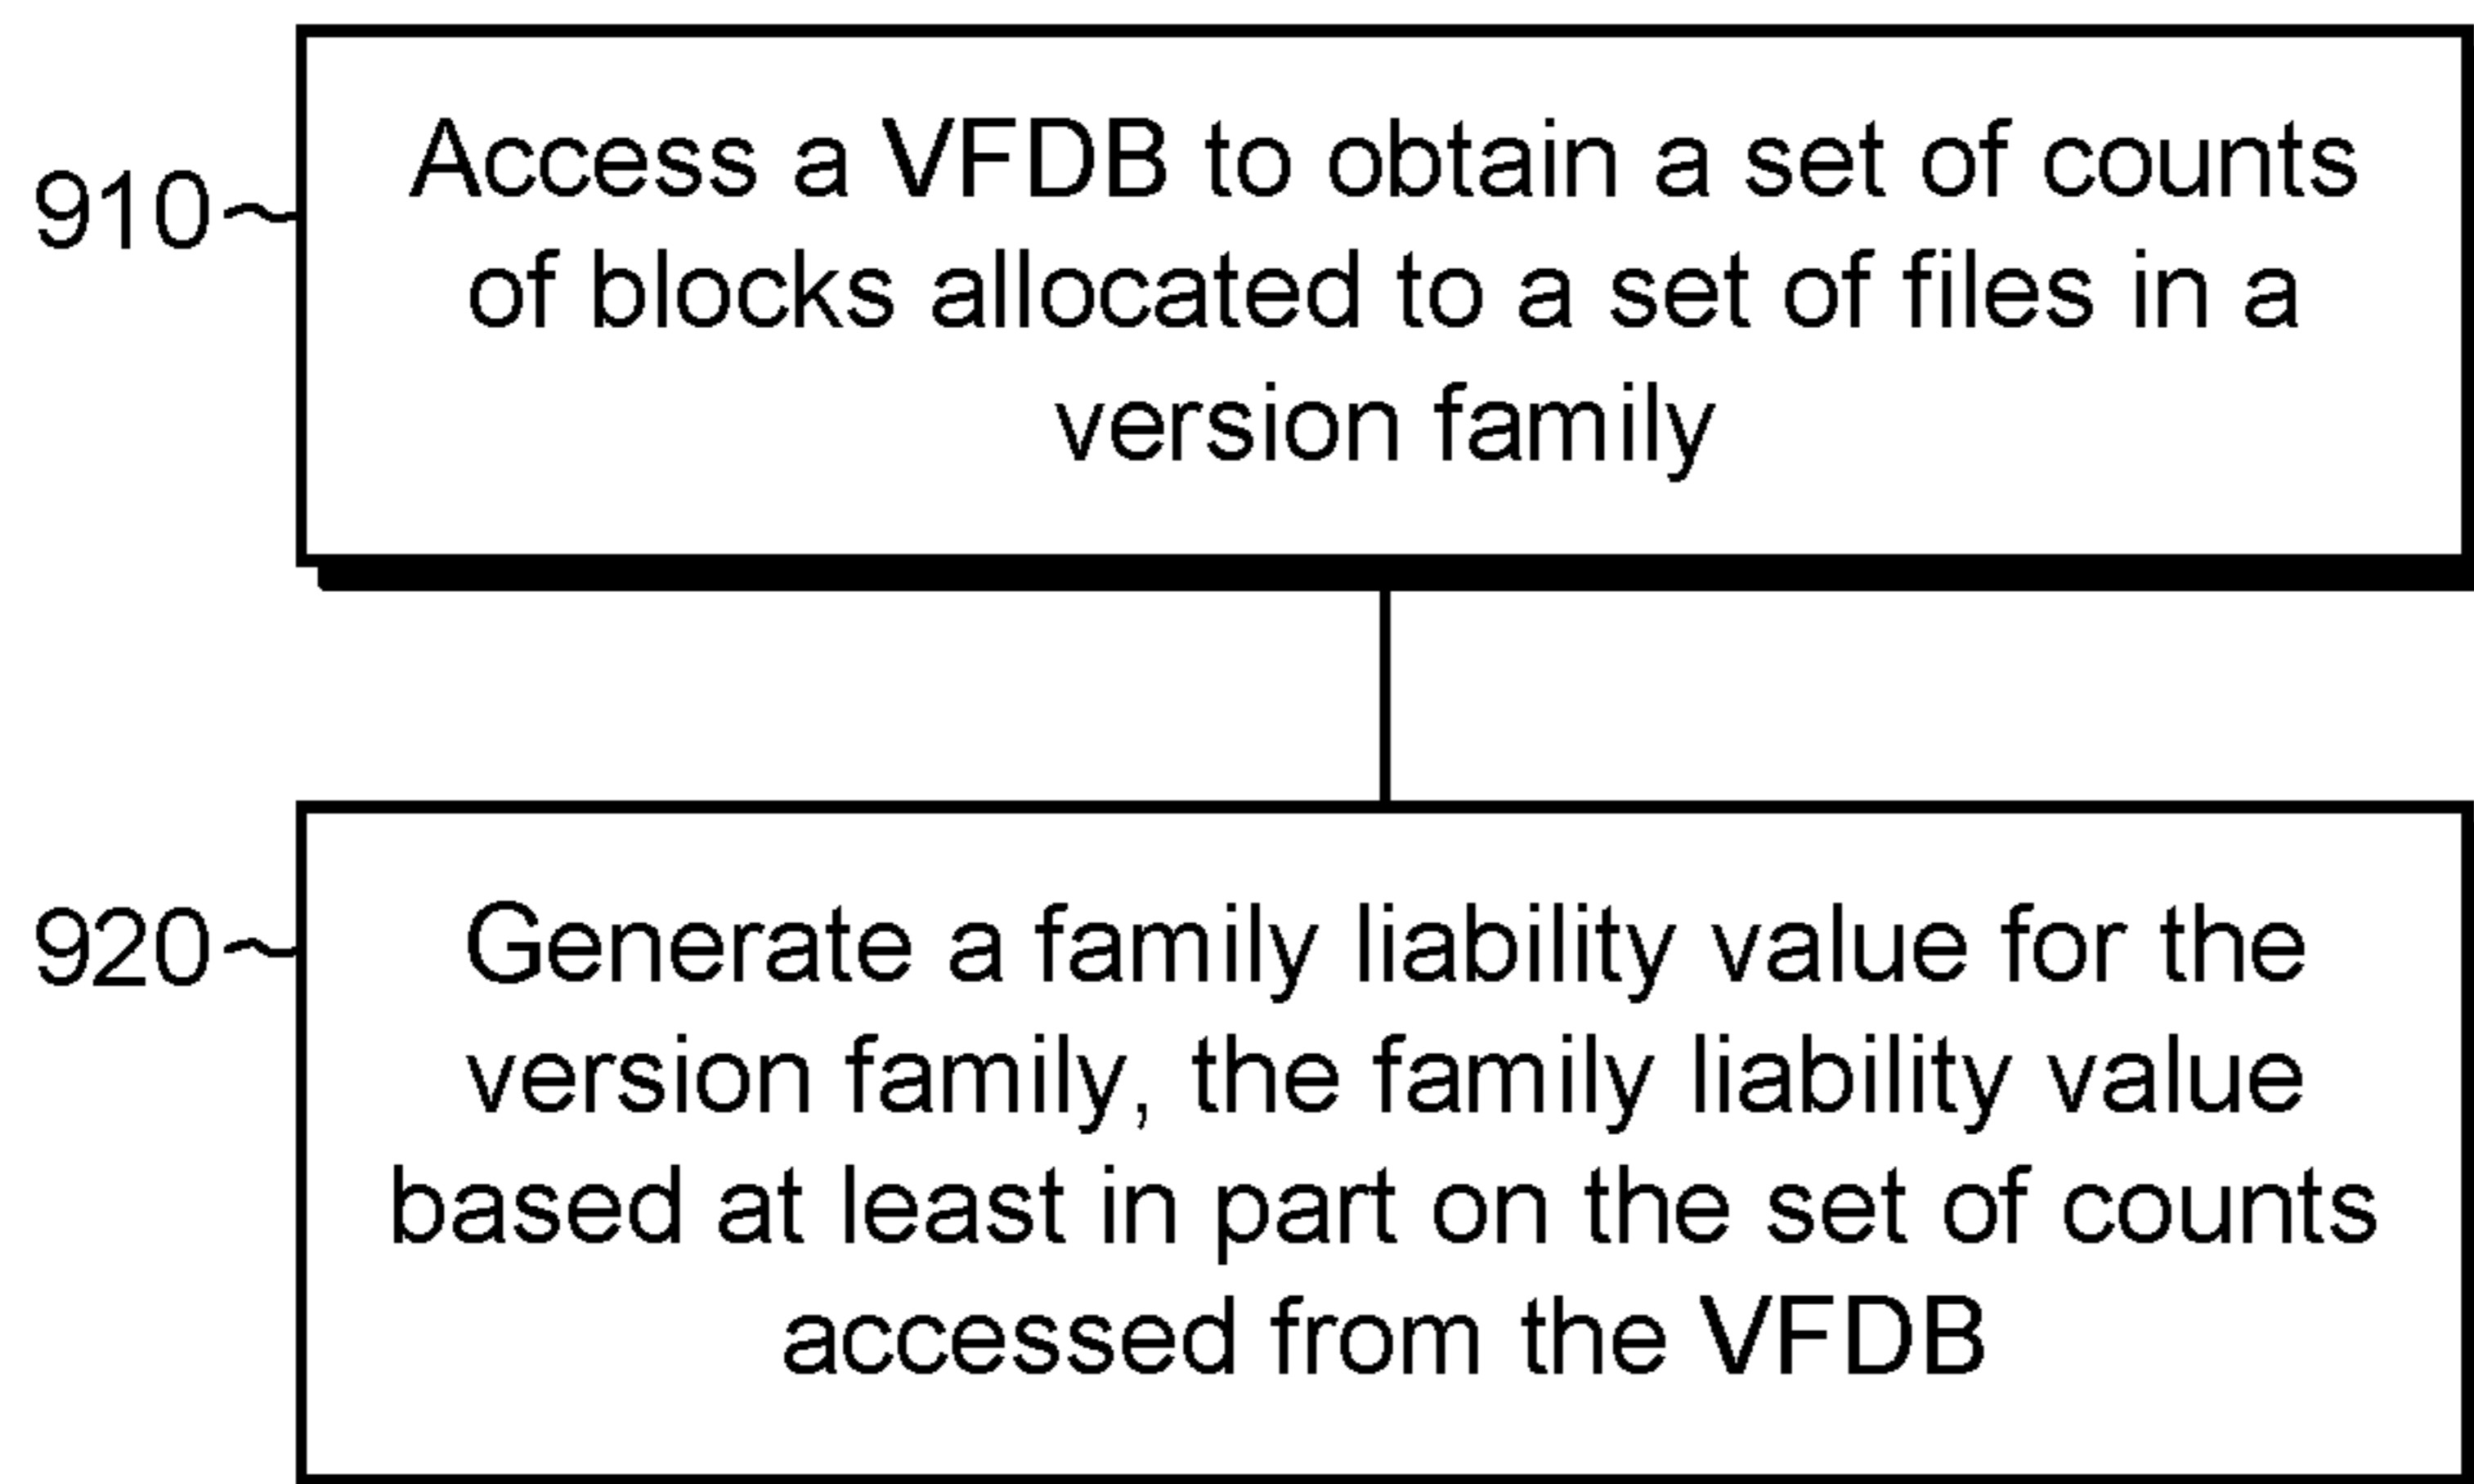 910
Access a VFDB to obtain a set of counts
of blocks allocated to a set of files in a
version family
920
Generate a family liability value for the
version family, the family liability value
based at least in part on the set of counts
accessed from the VFDB